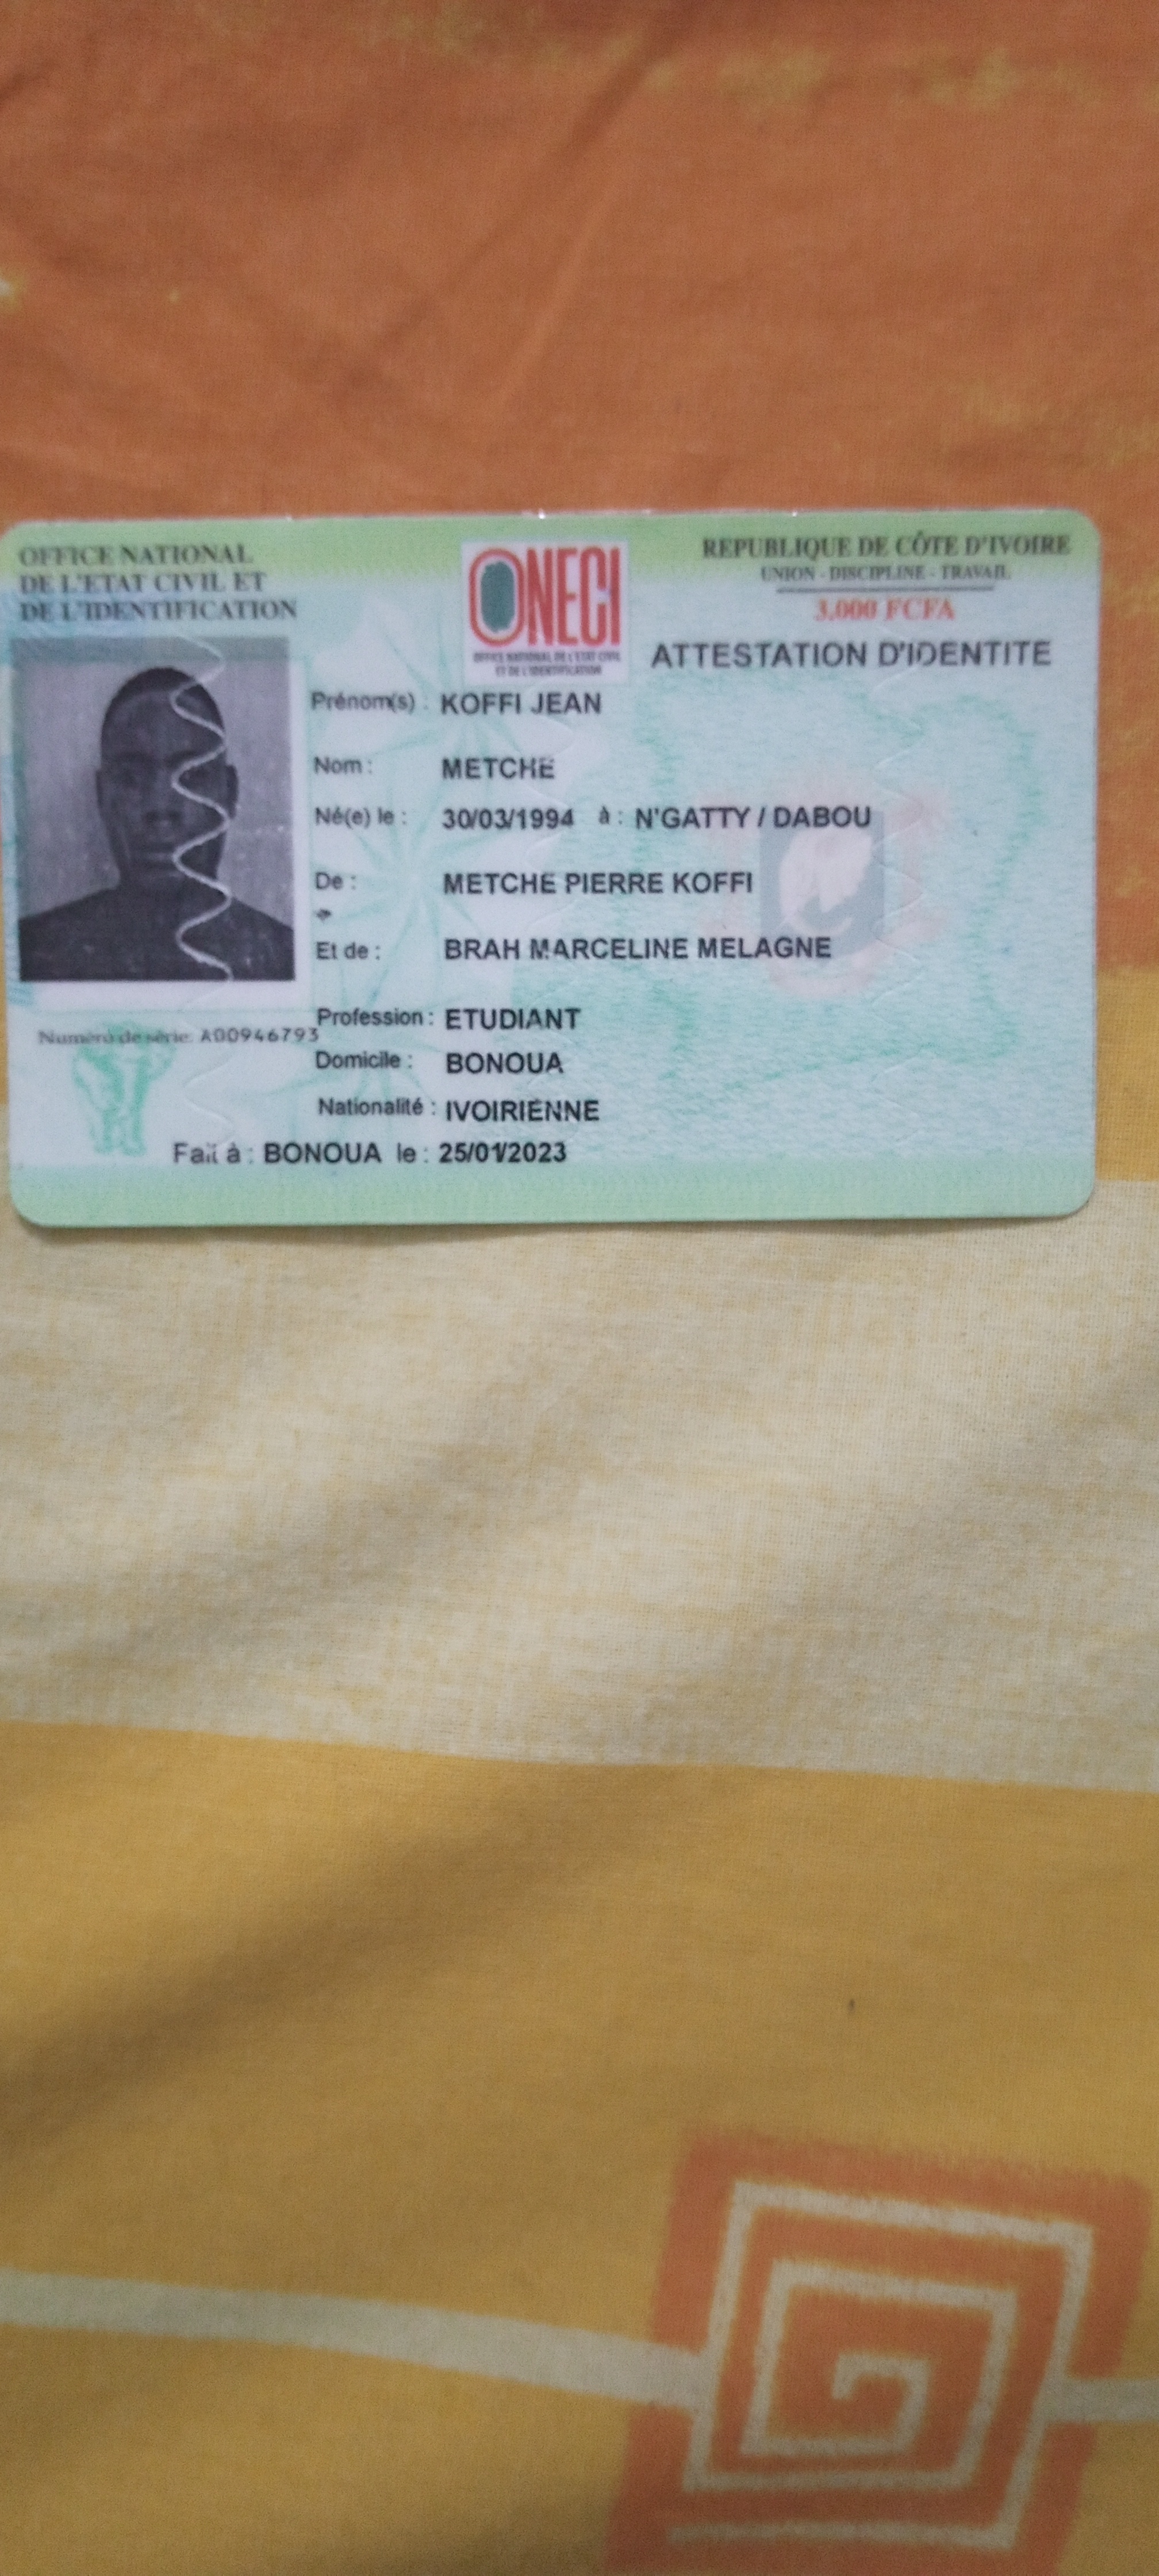 OFFICE NATIONAL
DE L'ETAT CIVIL ET
DE L'IDENTIFICATION
ONECI
OFFICE NATIONAL DE L'ETAT CIVIL
ET DE L'IDENTIFICATION
REPUBLIQUE DE CÔTE D'IVOIRE
UNION - DISCIPLINE - TRAVAIL
3,000 FCFA
ATTESTATION D'IDENTITE
Prénom(s) : KOFFI JEAN
Nom : METCHE
Né(e) le : 30/03/1994 à : N'GATTY / DABOU
De : METCHE PIERRE KOFFI
Et de : BRAH MARCELINE MELAGNE
Numéro de série: A00946793
Profession : ETUDIANT
Domicile : BONOUA
Nationalité : IVOIRIENNE
Fait à : BONOUA le : 25/01/2023